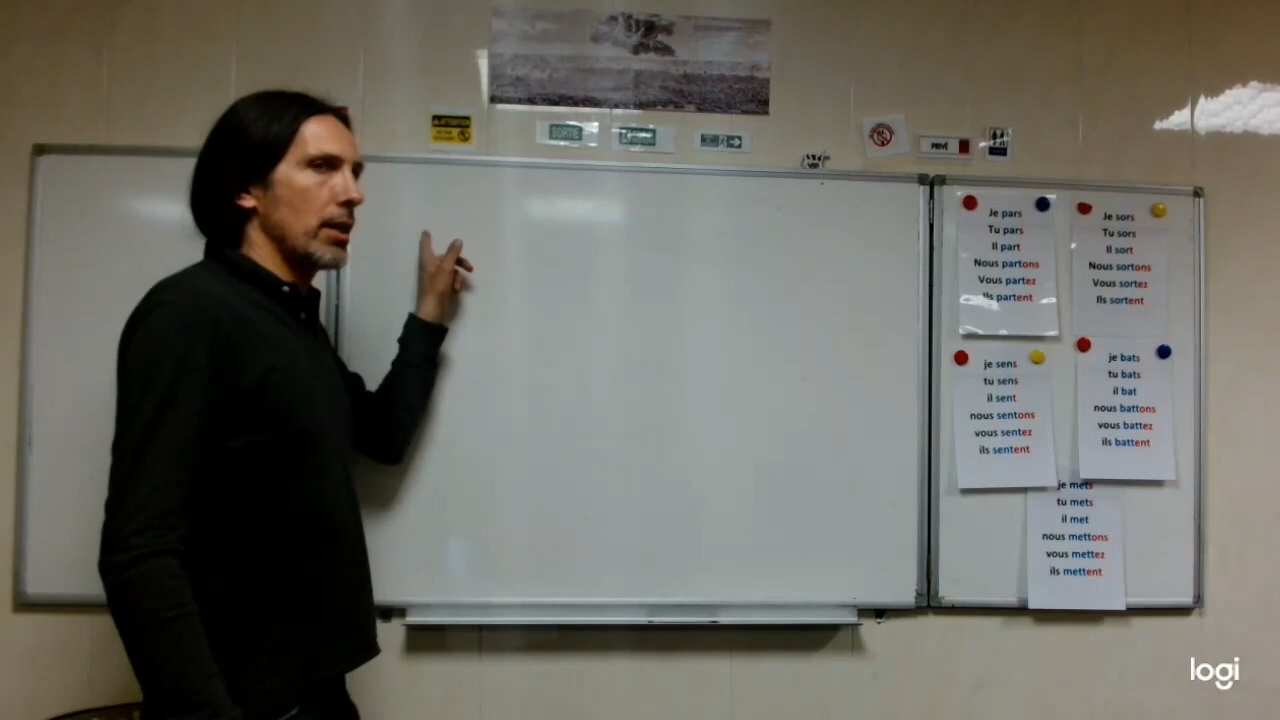 ATTENTION
SORTIE
PRIVÉ
Je pars
Tu pars
Il part
Nous partons
Vous partez
Ils partent
Je sors
Tu sors
Il sort
Nous sortons
Vous sortez
Ils sortent
je sens
tu sens
il sent
nous sentons
vous sentez
ils sentent
je bats
tu bats
il bat
nous battons
vous battez
ils battent
je mets
tu mets
il met
nous mettons
vous mettez
ils mettent
logi